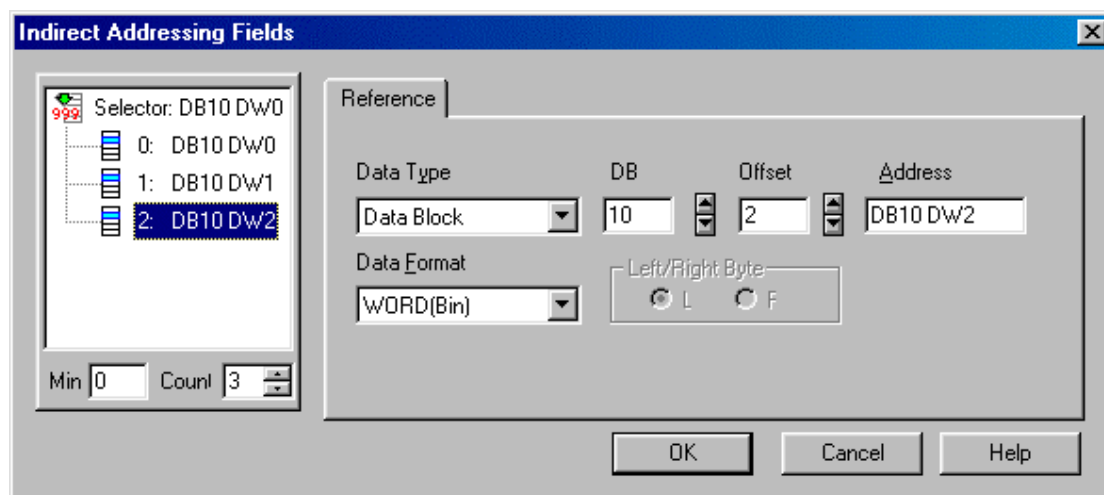 Indirect Addressing Fields
999 Selector: DB10 DW0
0: DB10 DW0
1: DB10 DW1
2: DB10 DW2
Min 0 Count 3
Reference
Data Type DB Offset Address
Data Block 10 2 DB10 DW2
Data Format Left/Right Byte
WORD(Bin) L F
OK Cancel Help